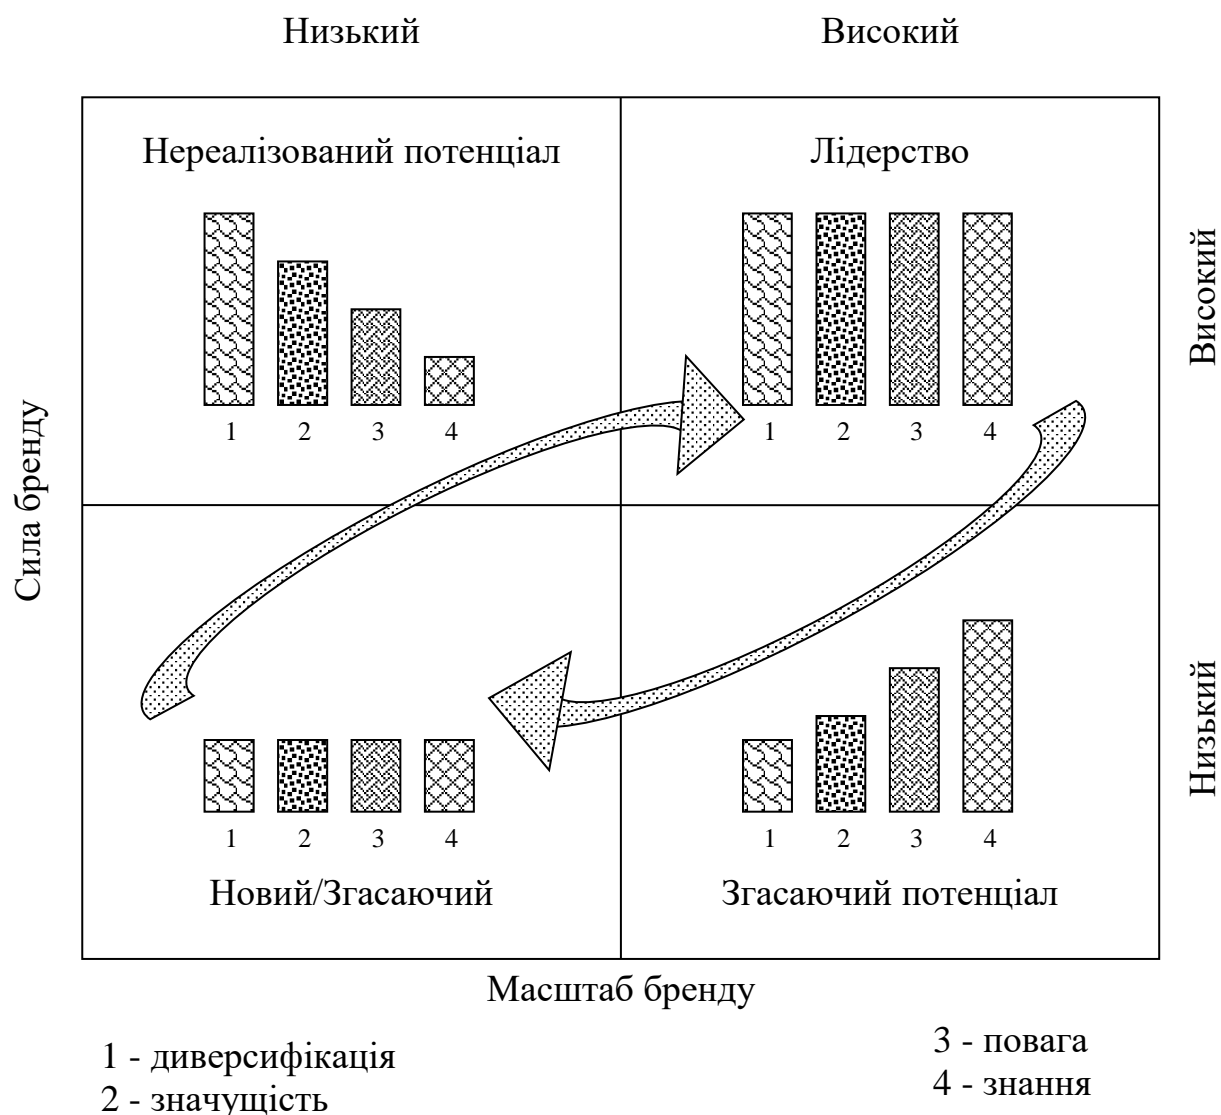 Низький Високий
Нереалізований потенціал Лідерство
1 2 3 4 1 2 3 4
Високий
Сила бренду
Низький
1 2 3 4 1 2 3 4
Новий/Згасаючий Згасаючий потенціал
Масштаб бренду
1 - диверсифікація
2 - значущість
3 - повага
4 - знання